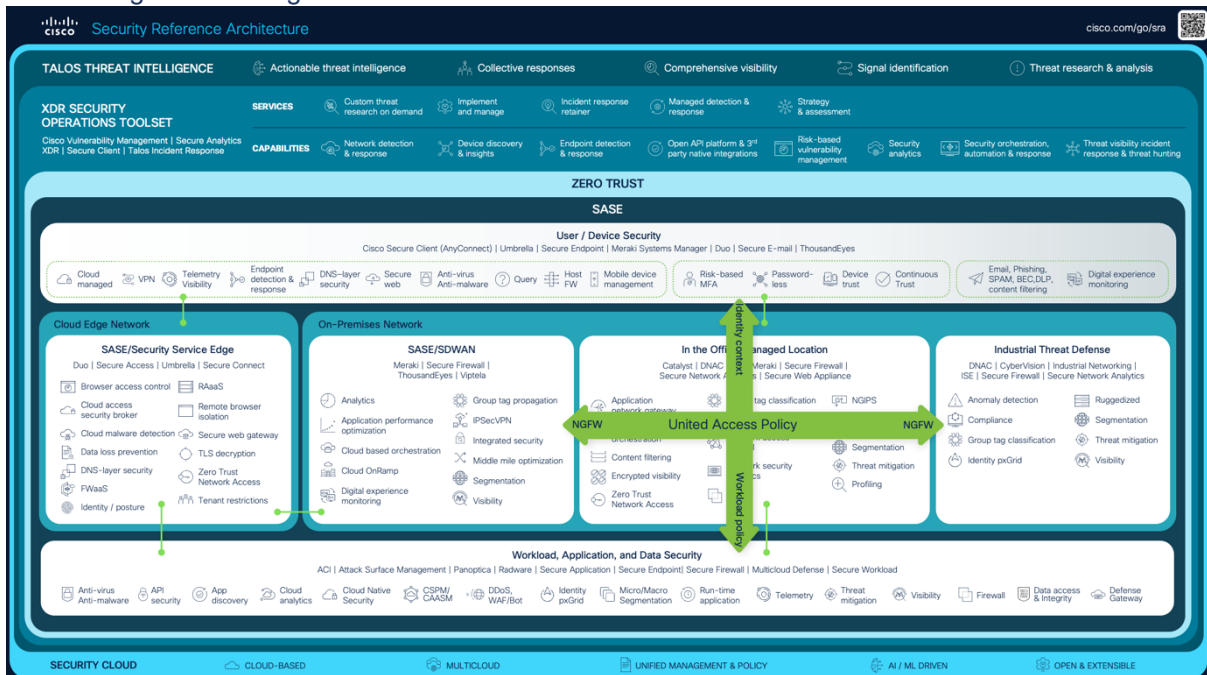 CISCO
Security Reference Architecture
cisco.com/go/sra
TALOS THREAT INTELLIGENCE
Actionable threat intelligence
Collective responses
Comprehensive visibility
Signal identification
Threat research & analysis
XDR SECURITY
OPERATIONS TOOLSET
Cisco Vulnerability Management | Secure Analytics
XDR | Secure Client | Talos Incident Response
SERVICES
Custom threat
research on demand
Implement
and manage
Incident response
retainer
Managed detection &
response
Strategy
& assessment
CAPABILITIES
Network detection
& response
Device discovery
& insights
Endpoint detection
& response
Open API platform & 3rd
party native integrations
Risk-based
vulnerability
management
Security
analytics
Security orchestration,
automation & response
Threat visibility incident
response & threat hunting
ZERO TRUST
SASE
User / Device Security
Cisco Secure Client (AnyConnect) | Umbrella | Secure Endpoint | Meraki Systems Manager | Duo | Secure E-mail | ThousandEyes
Cloud
managed
VPN
Telemetry
Visibility
Endpoint
detection &
response
DNS-layer
security
Secure
web
Anti-virus
Anti-malware
Query
Host
FW
Mobile device
management
Risk-based
MFA
Password-
less
Device
trust
Continuous
Trust
Email, Phishing,
SPAM, BEC,DLP,
content filtering
Digital experience
monitoring
Cloud Edge Network
SASE/Security Service Edge
Duo | Secure Access | Umbrella | Secure Connect
Browser access control
Cloud access
security broker
Cloud malware detection
Data loss prevention
DNS-layer security
FWaaS
Identity / posture
RAaaS
Remote browser
isolation
Secure web gateway
TLS decryption
Zero Trust
Network Access
Tenant restrictions
On-Premises Network
SASE/SDWAN
Meraki | Secure Firewall |
ThousandEyes | Viptela
Analytics
Application performance
optimization
Cloud based orchestration
Cloud OnRamp
Digital experience
monitoring
Group tag propagation
IPSecVPN
Integrated security
Middle mile optimization
Segmentation
Visibility
In the Offi
anaged Location
Catalyst | DNAC
Meraki | Secure Firewall |
Secure Network A
| Secure Web Appliance
Application
network gateway
Content filtering
Encrypted visibility
Zero Trust
Network Access
tag classification
NGIPS
Segmentation
Threat mitigation
Profiling
Identity context
NGFW
United Access Policy
NGFW
Workload policy
Industrial Threat Defense
DNAC | CyberVision | Industrial Networking |
ISE | Secure Firewall | Secure Network Analytics
Anomaly detection
Compliance
Group tag classification
Identity pxGrid
Ruggedized
Segmentation
Threat mitigation
Visibility
Workload, Application, and Data Security
ACI | Attack Surface Management | Panoptica | Radware | Secure Application | Secure Endpoint| Secure Firewall | Multicloud Defense | Secure Workload
Anti-virus
Anti-malware
API
security
App
discovery
Cloud
analytics
Cloud Native
Security
CSPM/
CAASM
DDoS,
WAF/Bot
Identity
pxGrid
Micro/Macro
Segmentation
Run-time
application
Telemetry
Threat
mitigation
Visibility
Firewall
Data access
& Integrity
Defense
Gateway
SECURITY CLOUD
CLOUD-BASED
MULTICLOUD
UNIFIED MANAGEMENT & POLICY
AI / ML DRIVEN
OPEN & EXTENSIBLE